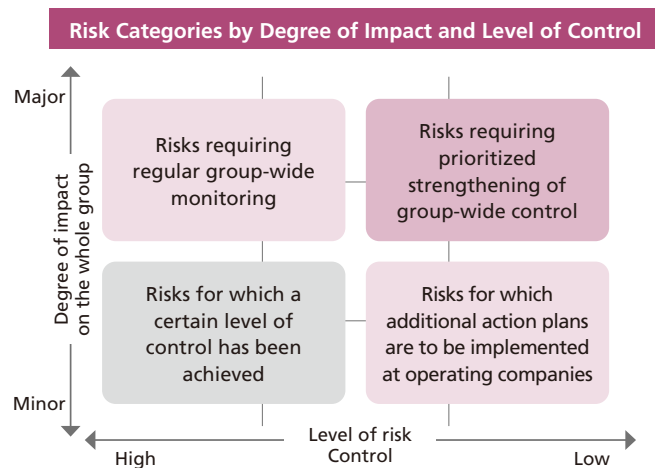 Risk Categories by Degree of Impact and Level of Control
Major
Degree of impact
on the whole group
Minor
Risks requiring
regular group-wide
monitoring
Risks requiring
prioritized
strengthening of
group-wide control
Risks for which a
certain level of
control has been
achieved
Risks for which
additional action plans
are to be implemented
at operating companies
High
Level of risk
Control
Low